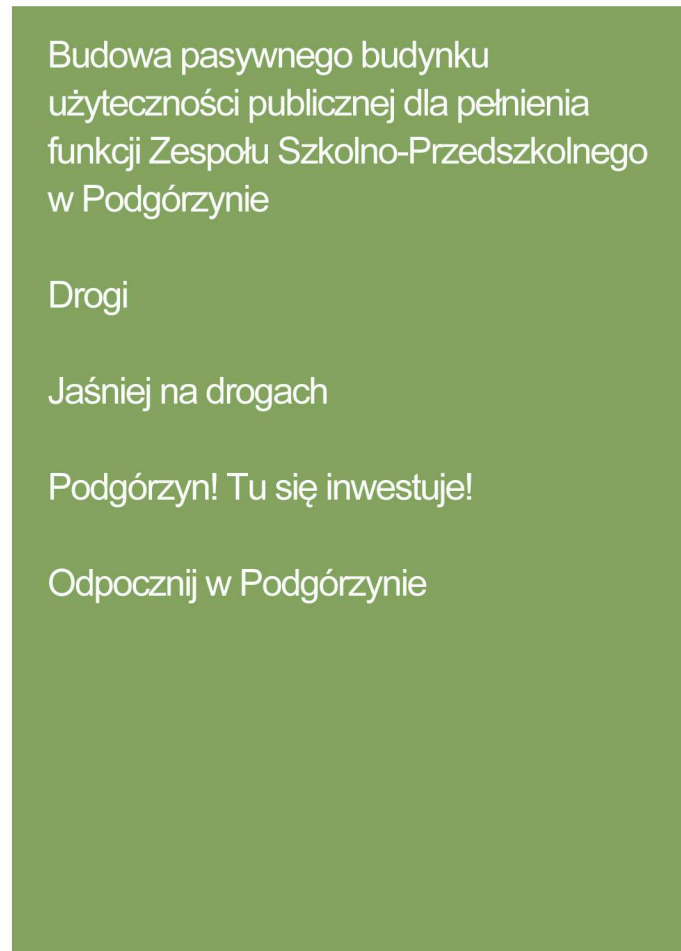 Budowa pasywnego budynku
użyteczności publicznej dla pełnienia
funkcji Zespołu Szkolno-Przedszkolnego
w Podgórzynie
Drogi
Jaśniej na drogach
Podgórzyn! Tu się inwestuje!
Odpocznij w Podgórzynie